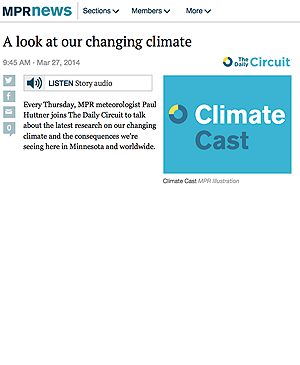 MPRnews Sections Members More
A look at our changing climate
9:45 AM - Mar 27, 2014
The Daily Circuit
LISTEN Story audio
Every Thursday, MPR meteorologist Paul
Huttner joins The Daily Circuit to talk
about the latest research on our changing
climate and the consequences we're
seeing here in Minnesota and worldwide.
0
Climate
Cast
Climate Cast MPR Illustration